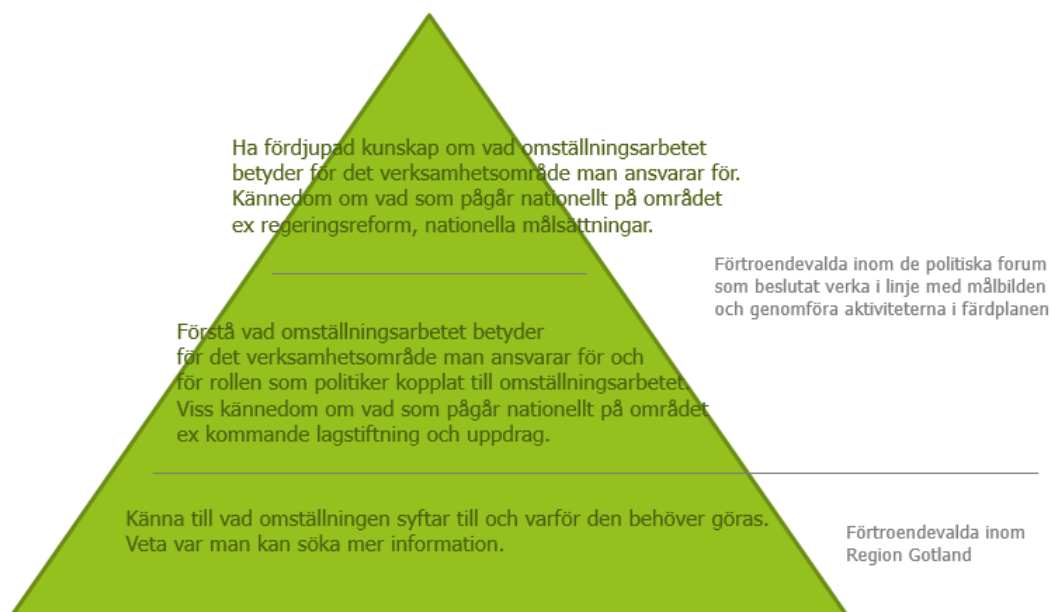 Ha fördjupad kunskap om vad omställningsarbetet
betyder för det verksamhetsområde man ansvarar för.
Kännedom om vad som pågår nationellt på området
ex regeringsreform, nationella målsättningar.
Förtroendevalda inom de politiska forum
som beslutat verka i linje med målbilden
och genomföra aktiviteterna i färdplanen
Förstå vad omställningsarbetet betyder
för det verksamhetsområde man ansvarar för och
för rollen som politiker kopplat till omställningsarbetet.
Viss kännedom om vad som pågår nationellt på området
ex kommande lagstiftning och uppdrag.
Känna till vad omställningen syftar till och varför den behöver göras.
Veta var man kan söka mer information.
Förtroendevalda inom
Region Gotland